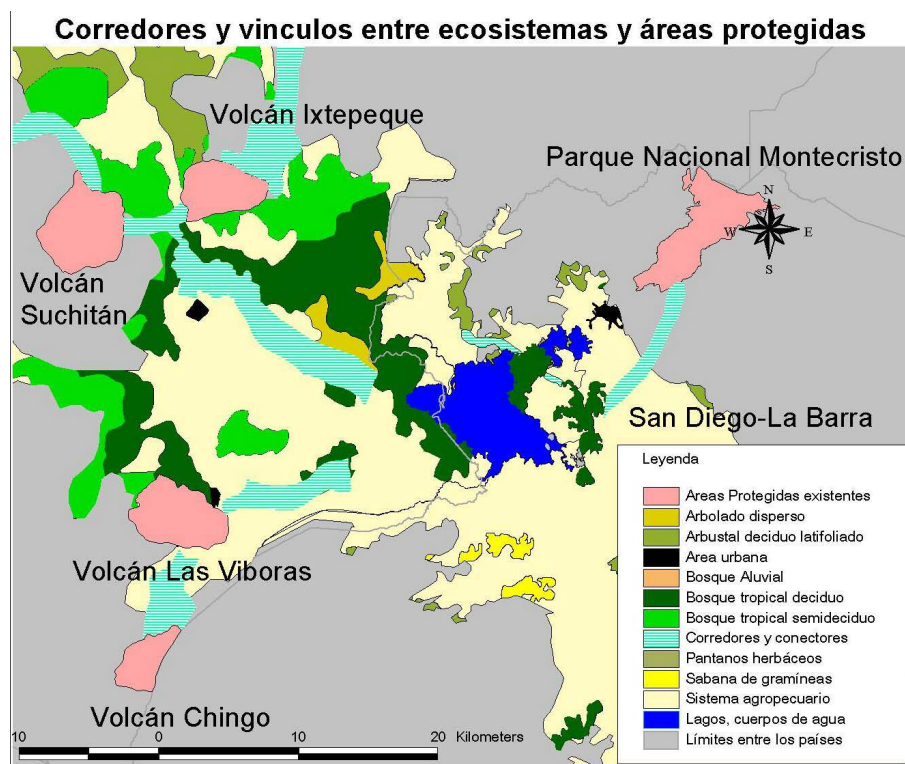 Corredores y vinculos entre ecosistemas y áreas protegidas
Volcán Ixtepeque
Parque Nacional Montecristo
N
W E
S
Volcán
Suchitán
San Diego-La Barra
Volcán Las Viboras
Volcán Chingo
10 0 10 20 Kilometers
Leyenda
Areas Protegidas existentes
Arbolado disperso
Arbustal deciduo latifoliado
Area urbana
Bosque Aluvial
Bosque tropical deciduo
Bosque tropical semideciduo
Corredores y conectores
Pantanos herbáceos
Sabana de gramíneas
Sistema agropecuario
Lagos, cuerpos de agua
Límites entre los países